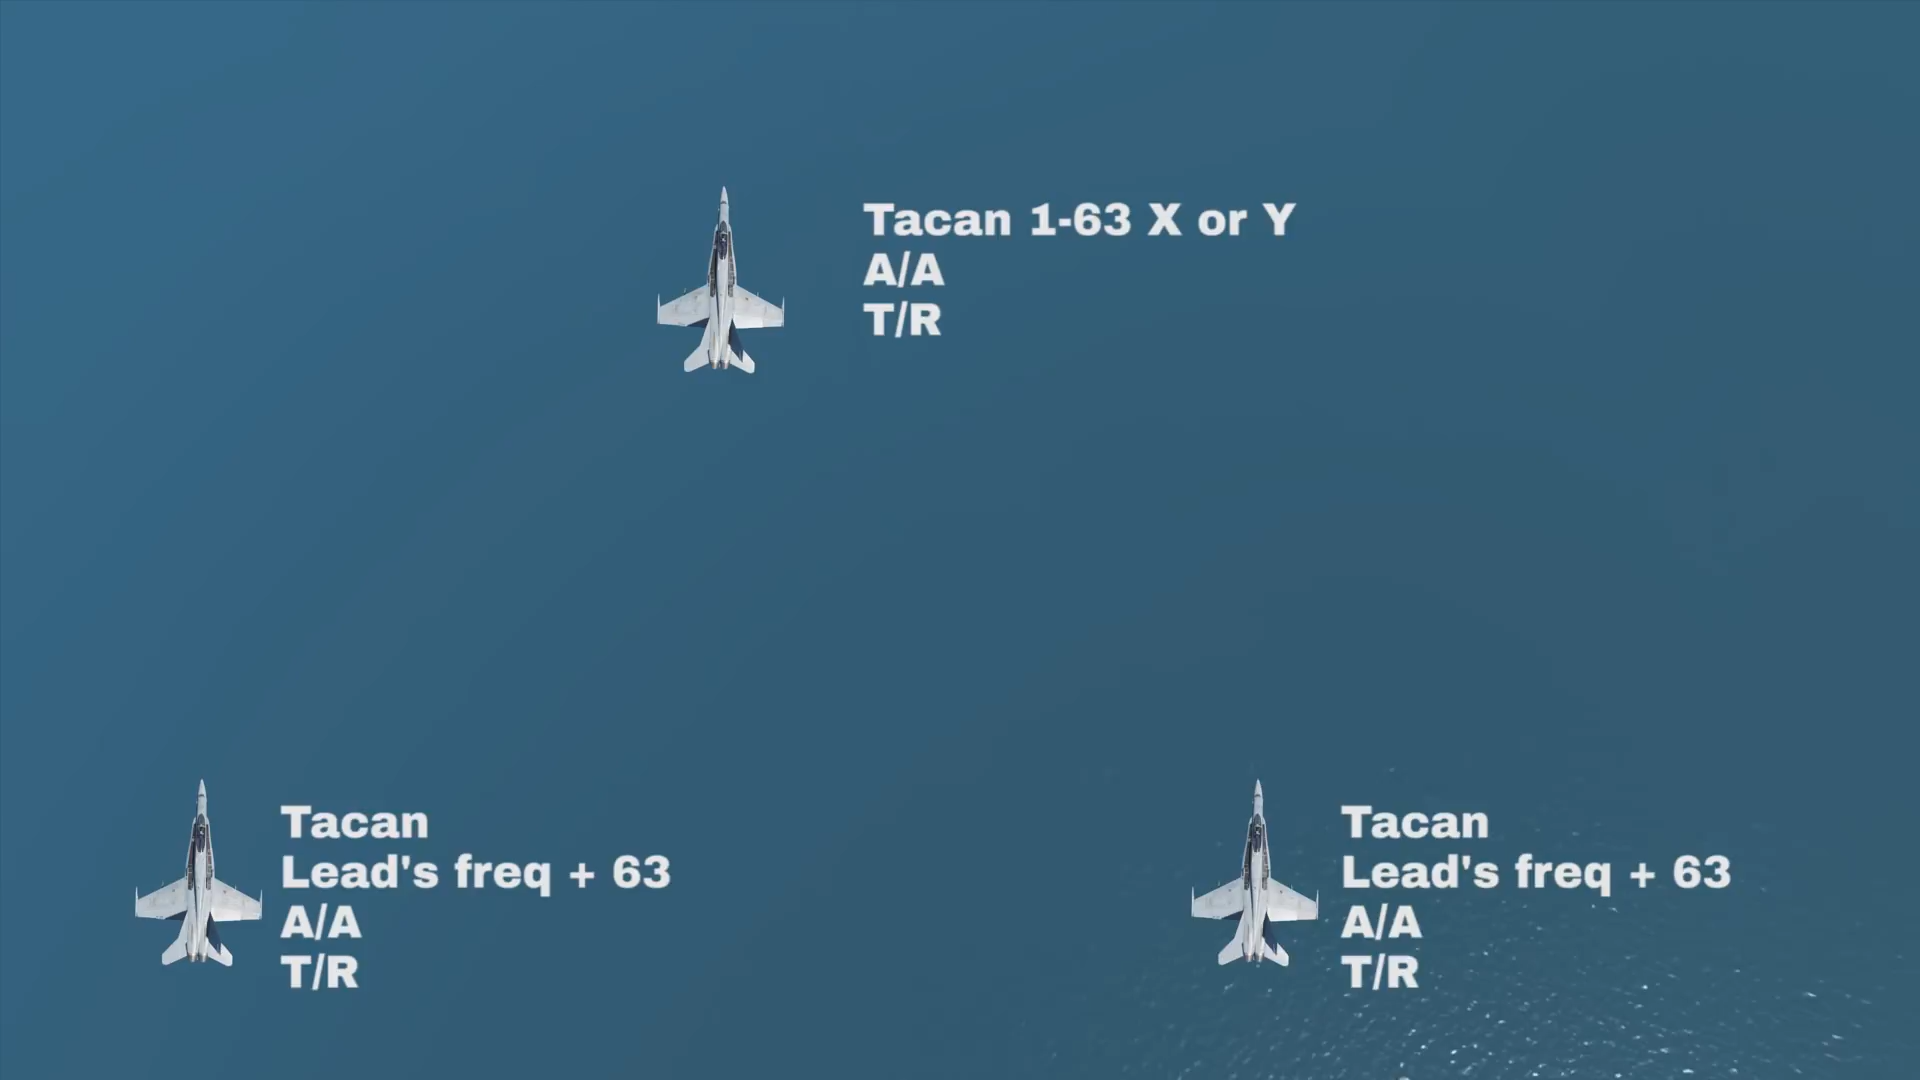 Tacan 1-63 X or Y
A/A
T/R
Tacan
Lead's freq + 63
A/A
T/R
Tacan
Lead's freq + 63
A/A
T/R